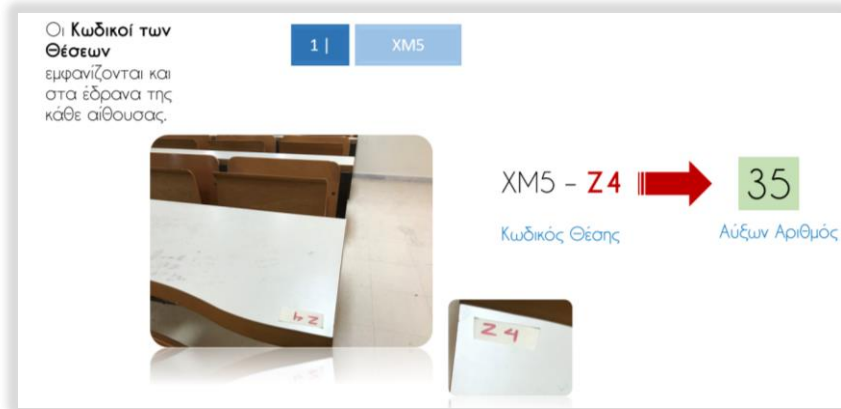 Οι Κωδικοί των
Θέσεων
εμφανίζονται και
στα έδρανα της
κάθε αίθουσας.
1 | XM5
XM5 – Z4 35
Κωδικός Θέσης Αύξων Αριθμός
Z4
Z4